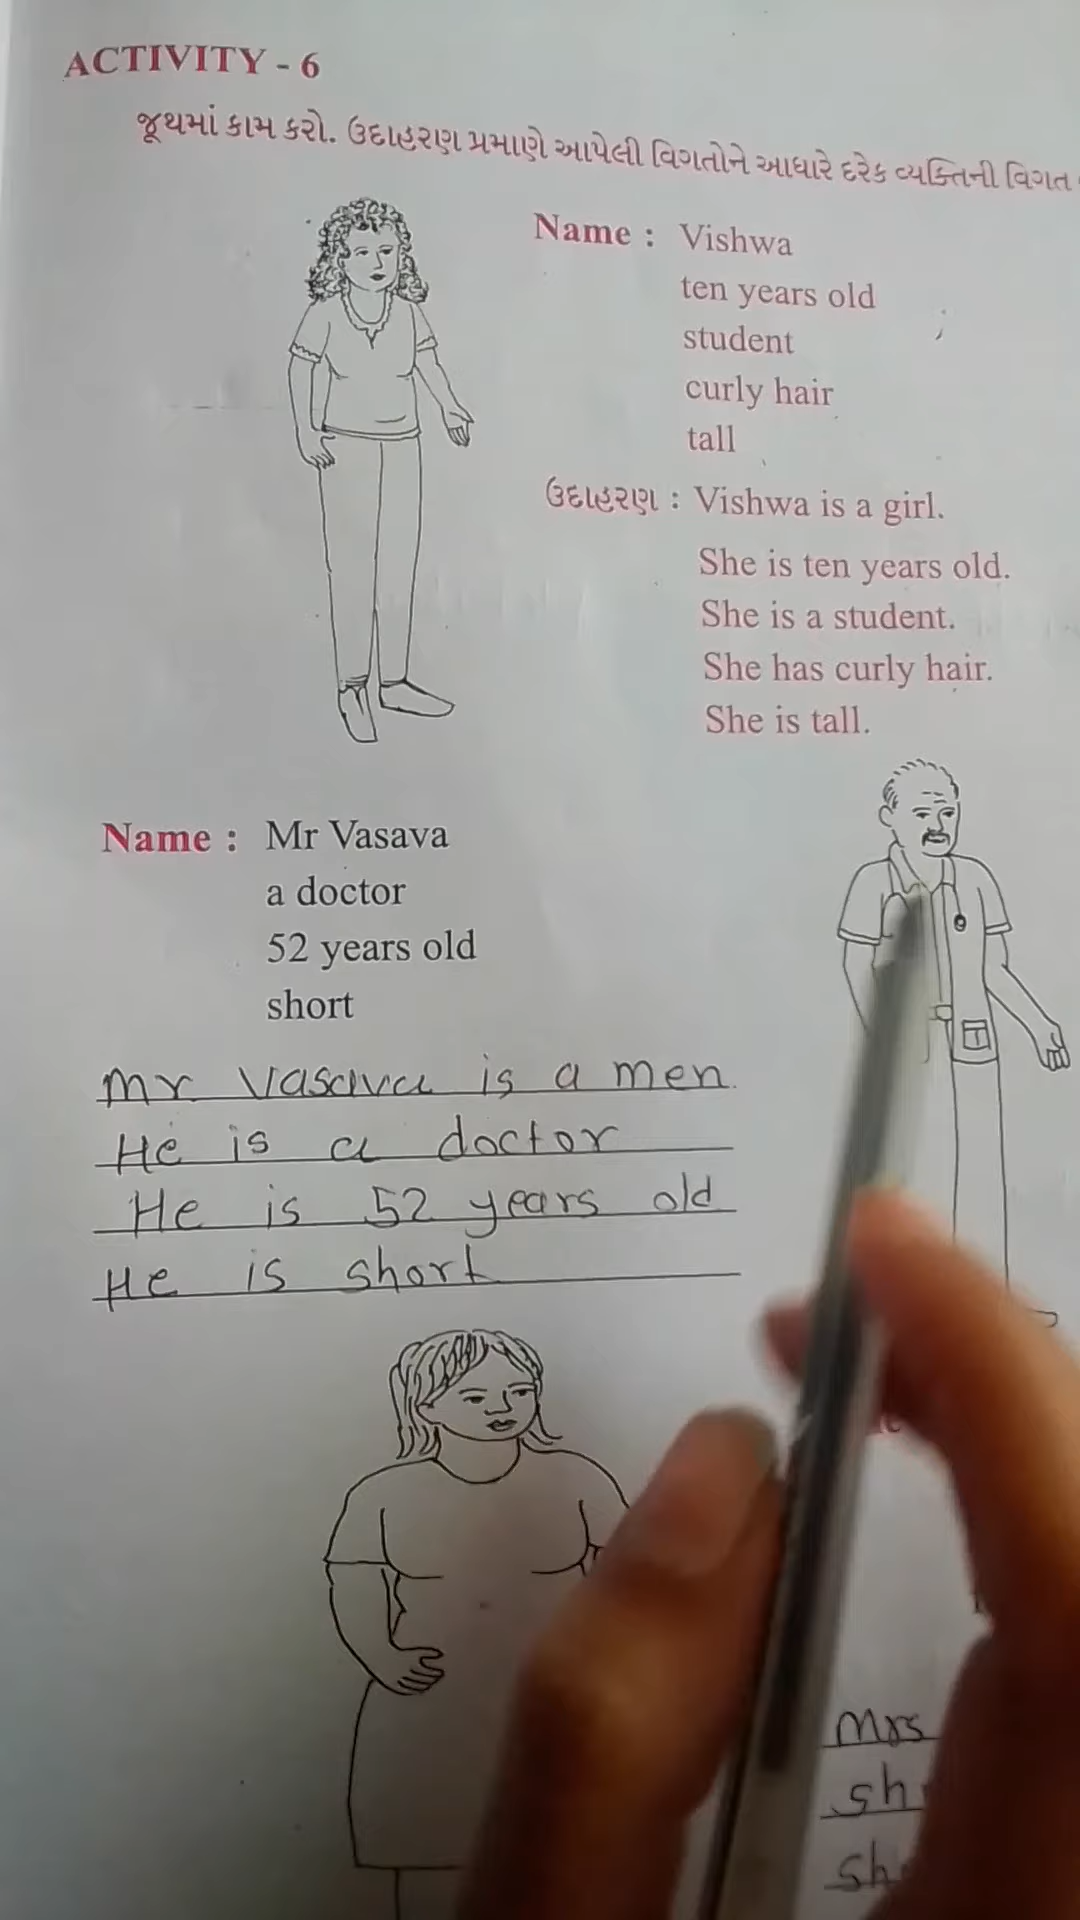 ACTIVITY - 6
જૂથમાં કામ કરો. ઉદાહરણ પ્રમાણે આપેલી વિગતોને આધારે દરેક વ્યક્તિની વિગત
Name : Vishwa
ten years old
student
curly hair
tall
ઉદાહરણ : Vishwa is a girl.
She is ten years old.
She is a student.
She has curly hair.
She is tall.
Name : Mr Vasava
a doctor
52 years old
short
Mr Vasava is a men
He is a doctor
He is 52 years old
He is short
Mrs